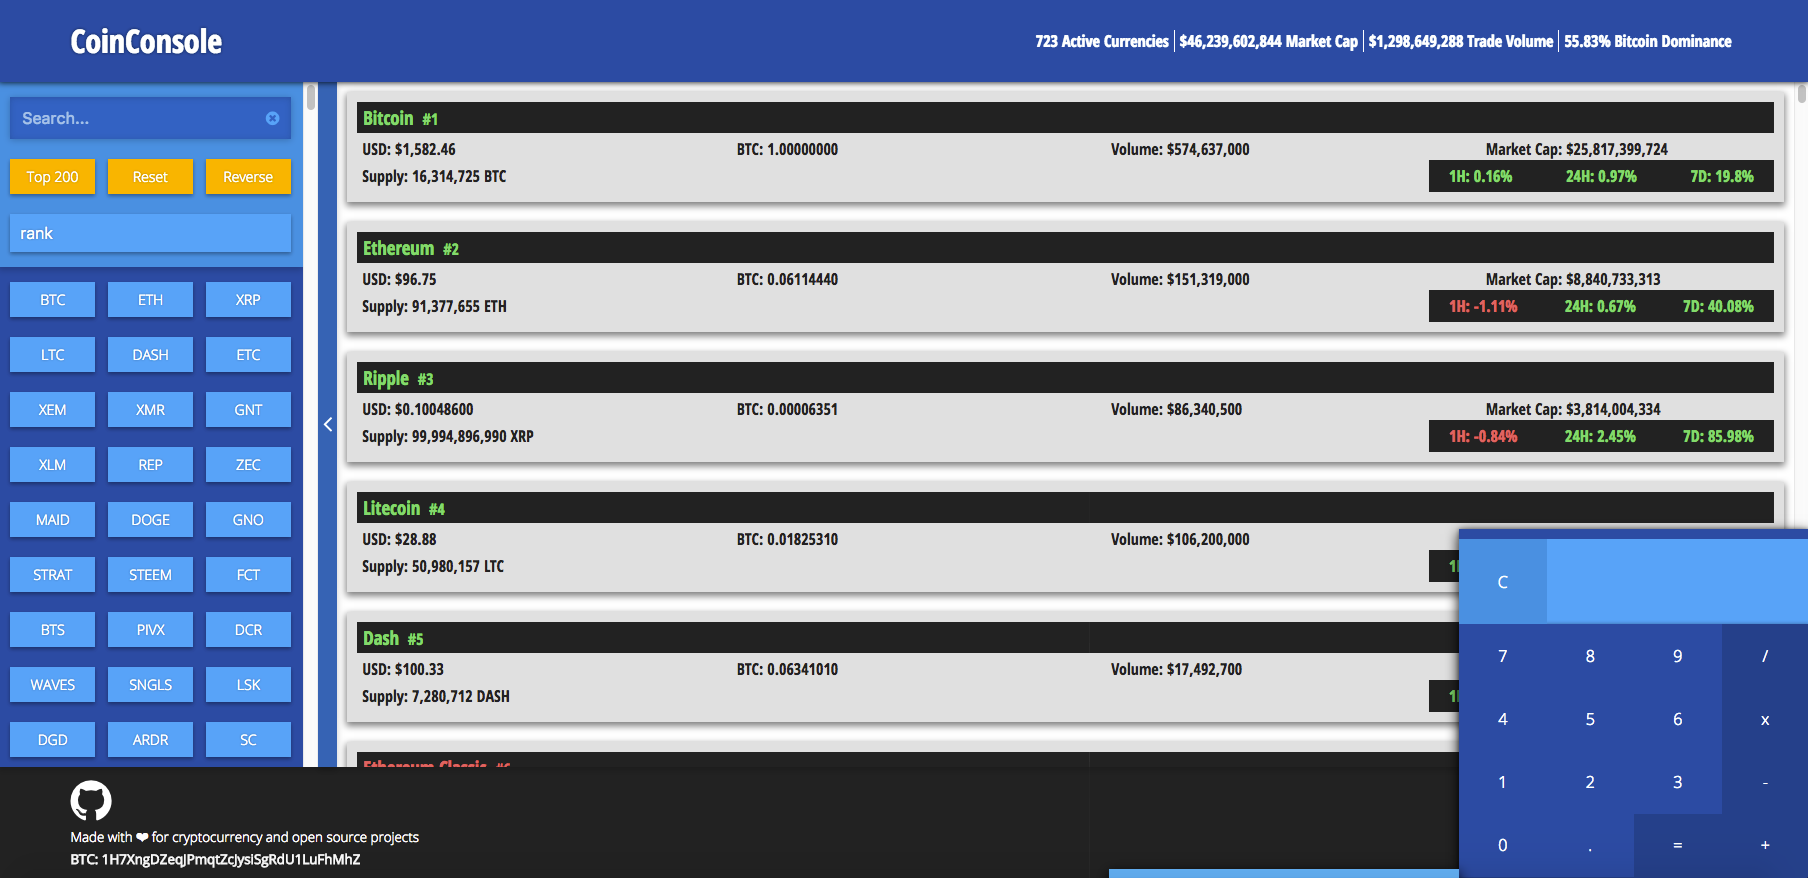 CoinConsole
723 Active Currencies $46,239,602,844 Market Cap $1,298,649,288 Trade Volume 55.83% Bitcoin Dominance
Search...
Top 200 Reset Reverse
rank
BTC ETH XRP
LTC DASH ETC
XEM XMR GNT
XLM REP ZEC
MAID DOGE GNO
STRAT STEEM FCT
BTS PIVX DCR
WAVES SNGLS LSK
DGD ARDR SC
Bitcoin #1
USD: $1,582.46 BTC: 1.00000000 Volume: $574,637,000 Market Cap: $25,817,399,724
Supply: 16,314,725 BTC 1H: 0.16% 24H: 0.97% 7D: 19.8%
Ethereum #2
USD: $96.75 BTC: 0.06114440 Volume: $151,319,000 Market Cap: $8,840,733,313
Supply: 91,377,655 ETH 1H: -1.11% 24H: 0.67% 7D: 40.08%
Ripple #3
USD: $0.10048600 BTC: 0.00006351 Volume: $86,340,500 Market Cap: $3,814,004,334
Supply: 99,994,896,990 XRP 1H: -0.84% 24H: 2.45% 7D: 85.98%
Litecoin #4
USD: $28.88 BTC: 0.01825310 Volume: $106,200,000
Supply: 50,980,157 LTC
Dash #5
USD: $100.33 BTC: 0.06341010 Volume: $17,492,700
Supply: 7,280,712 DASH
Ethereum Classic #6
C
7 8 9 /
4 5 6 x
1 2 3 -
0 . = +
Made with ❤ for cryptocurrency and open source projects
BTC: 1H7XngDZeqJPmqtZcJysiSgRdU1LuFhMhZ